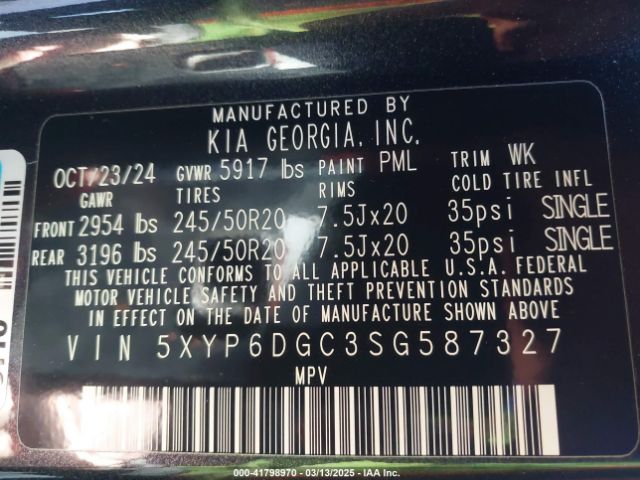 MANUFACTURED BY
KIA GEORGIA, INC.
OCT/23/24 GVWR 5917 lbs PAINT PML TRIM WK
GAWR TIRES RIMS COLD TIRE INFL
FRONT 2954 lbs 245/50R20 7.5Jx20 35psi SINGLE
REAR 3196 lbs 245/50R20 7.5Jx20 35psi SINGLE
THIS VEHICLE CONFORMS TO ALL APPLICABLE U.S.A. FEDERAL
MOTOR VEHICLE SAFETY AND THEFT PREVENTION STANDARDS
IN EFFECT ON THE DATE OF MANUFACTURE SHOWN ABOVE
VIN 5XYP6DGC3SG587327
MPV
000-41798970 - 03/13/2025 - IAA Inc.